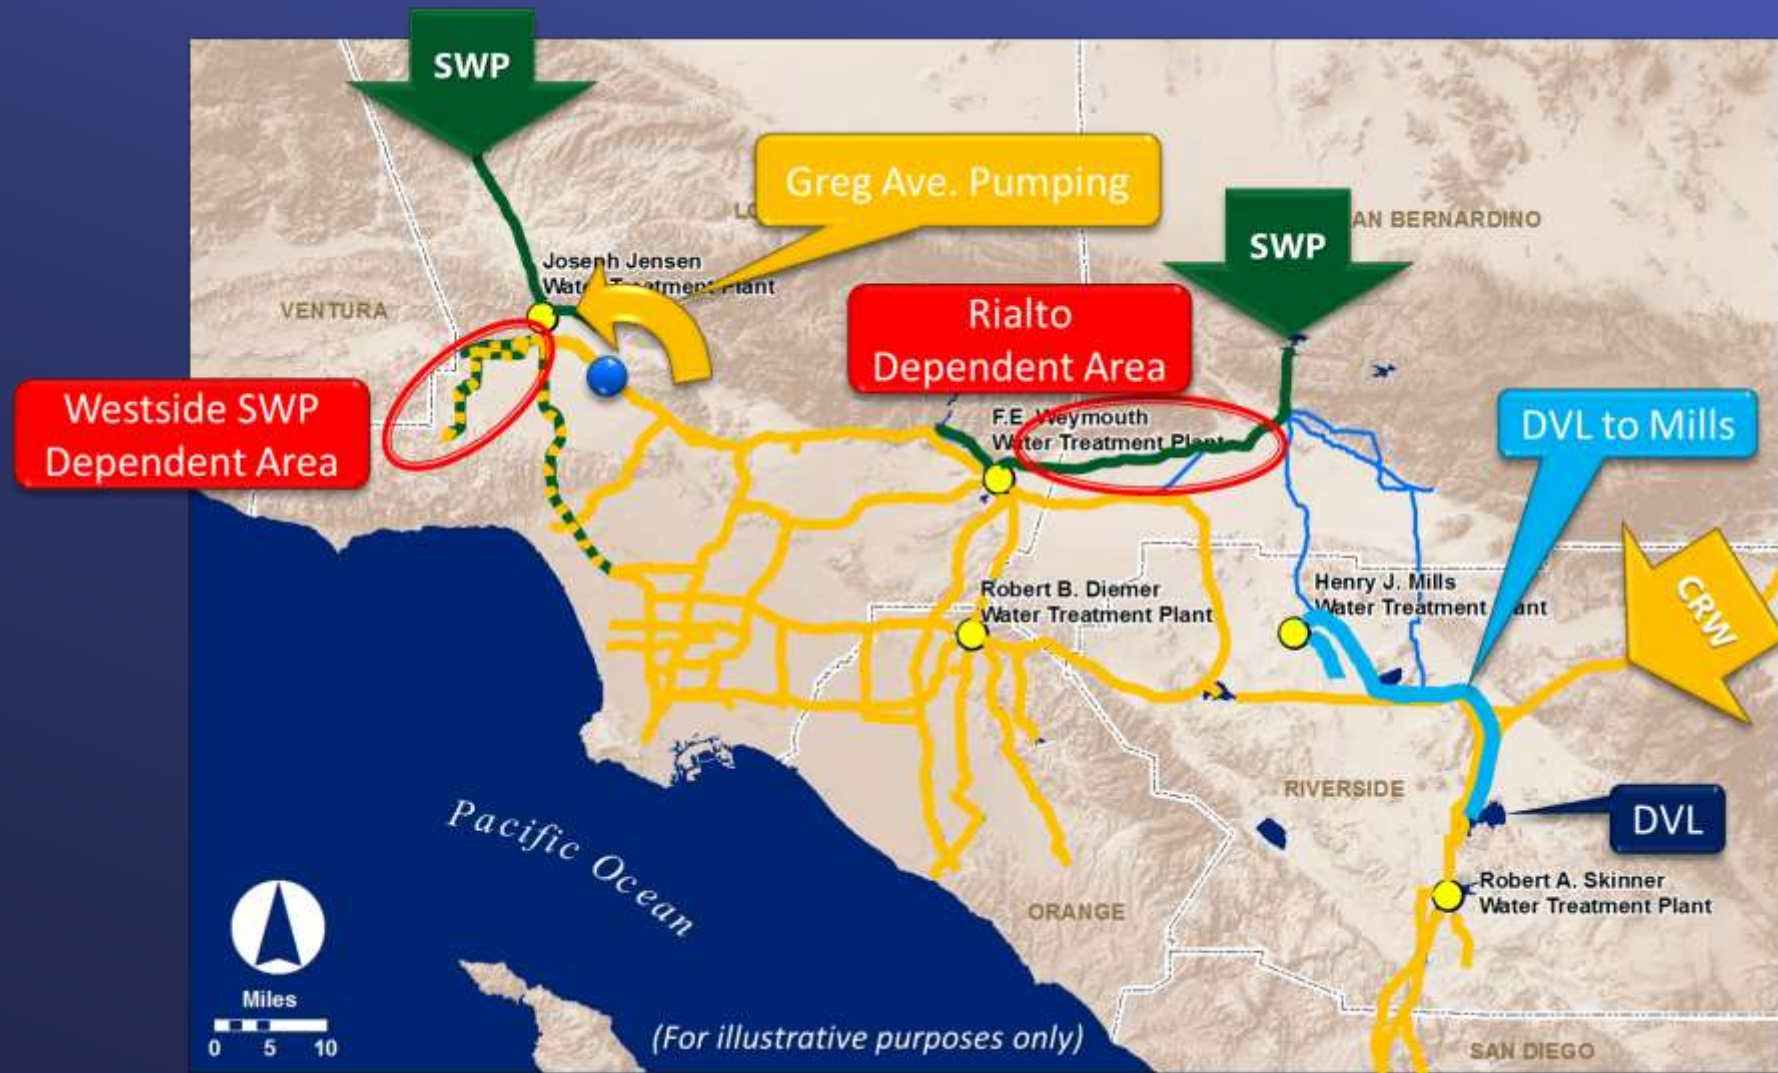 SWP
Greg Ave. Pumping
LO
SWP
AN BERNARDINO
Joseph Jensen
Water Treatment Plant
VENTURA
Rialto
Dependent Area
Westside SWP
Dependent Area
F.E. Weymouth
Water Treatment Plant
DVL to Mills
CRW
Robert B. Diemer
Water Treatment Plant
Henry J. Mills
Water Treatment Plant
RIVERSIDE
DVL
Pacific Ocean
Robert A. Skinner
Water Treatment Plant
ORANGE
Miles
0 5 10
(For illustrative purposes only)
SAN DIEGO